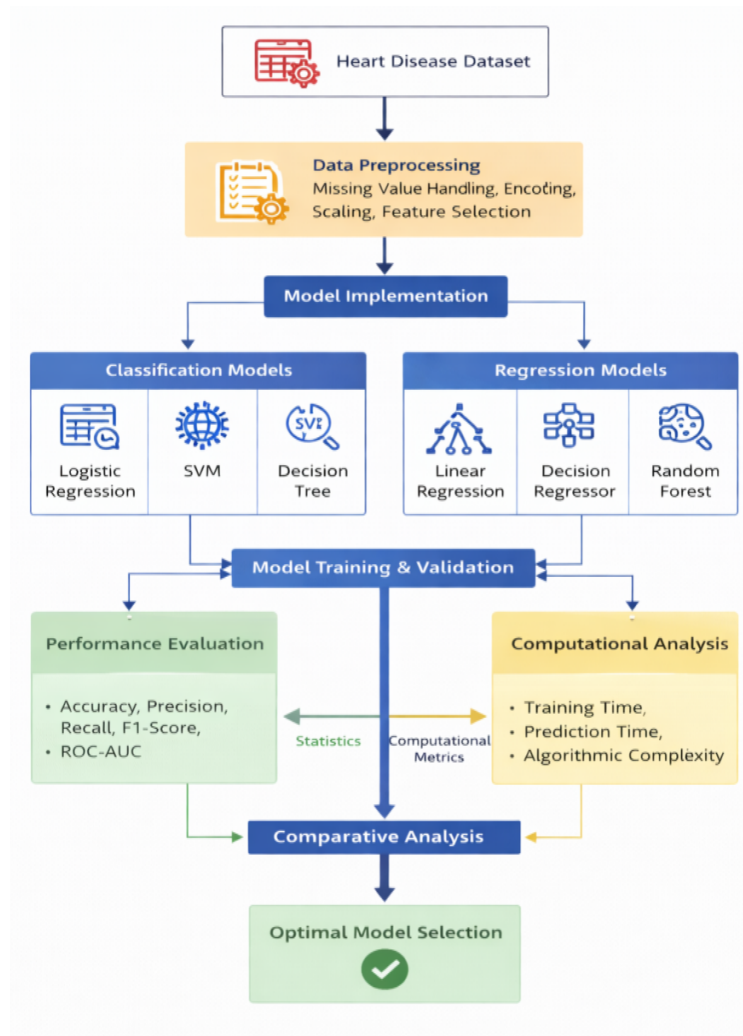 Heart Disease Dataset
Data Preprocessing
Missing Value Handling, Encoding,
Scaling, Feature Selection
Model Implementation
Classification Models
Logistic
Regression
SVM
SVE
Decision
Tree
Regression Models
Linear
Regression
Decision
Regressor
Random
Forest
Model Training & Validation
Performance Evaluation
• Accuracy, Precision,
Recall, F1-Score,
• ROC-AUC
Statistics
Computational
Metrics
Computational Analysis
• Training Time,
• Prediction Time,
• Algorithmic Complexity
Comparative Analysis
Optimal Model Selection